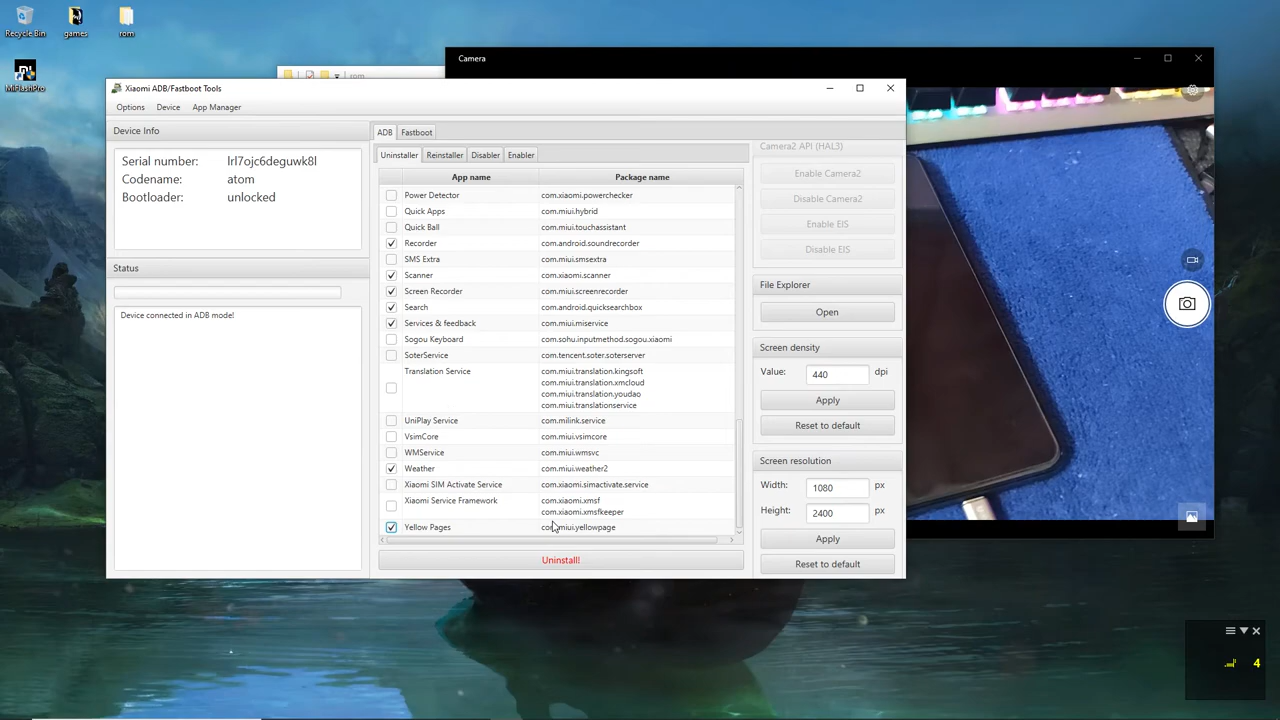 Recycle Bin
games
rom
MiFlashPro
rom
Camera
Xiaomi ADB/Fastboot Tools
Options
Device
App Manager
Device Info
Serial number: lrl7ojc6deguwk8l
Codename: atom
Bootloader: unlocked
Status
Device connected in ADB mode!
ADB
Fastboot
Uninstaller
Reinstaller
Disabler
Enabler
App name
Package name
Power Detector com.xiaomi.powerchecker
Quick Apps com.miui.hybrid
Quick Ball com.miui.touchassistant
Recorder com.android.soundrecorder
SMS Extra com.miui.smsextra
Scanner com.xiaomi.scanner
Screen Recorder com.miui.screenrecorder
Search com.android.quicksearchbox
Services & feedback com.miui.miservice
Sogou Keyboard com.sohu.inputmethod.sogou.xiaomi
SoterService com.tencent.soter.soterserver
Translation Service com.miui.translation.kingsoft
com.miui.translation.xmcloud
com.miui.translation.youdao
com.miui.translationservice
UniPlay Service com.milink.service
VsimCore com.miui.vsimcore
WMService com.miui.wmsvc
Weather com.miui.weather2
Xiaomi SIM Activate Service com.xiaomi.simactivate.service
Xiaomi Service Framework com.xiaomi.xmsf
com.xiaomi.xmsfkeeper
Yellow Pages com.miui.yellowpage
Uninstall!
Camera2 API (HAL3)
Enable Camera2
Disable Camera2
Enable EIS
Disable EIS
File Explorer
Open
Screen density
Value: 440 dpi
Apply
Reset to default
Screen resolution
Width: 1080 px
Height: 2400 px
Apply
Reset to default
4